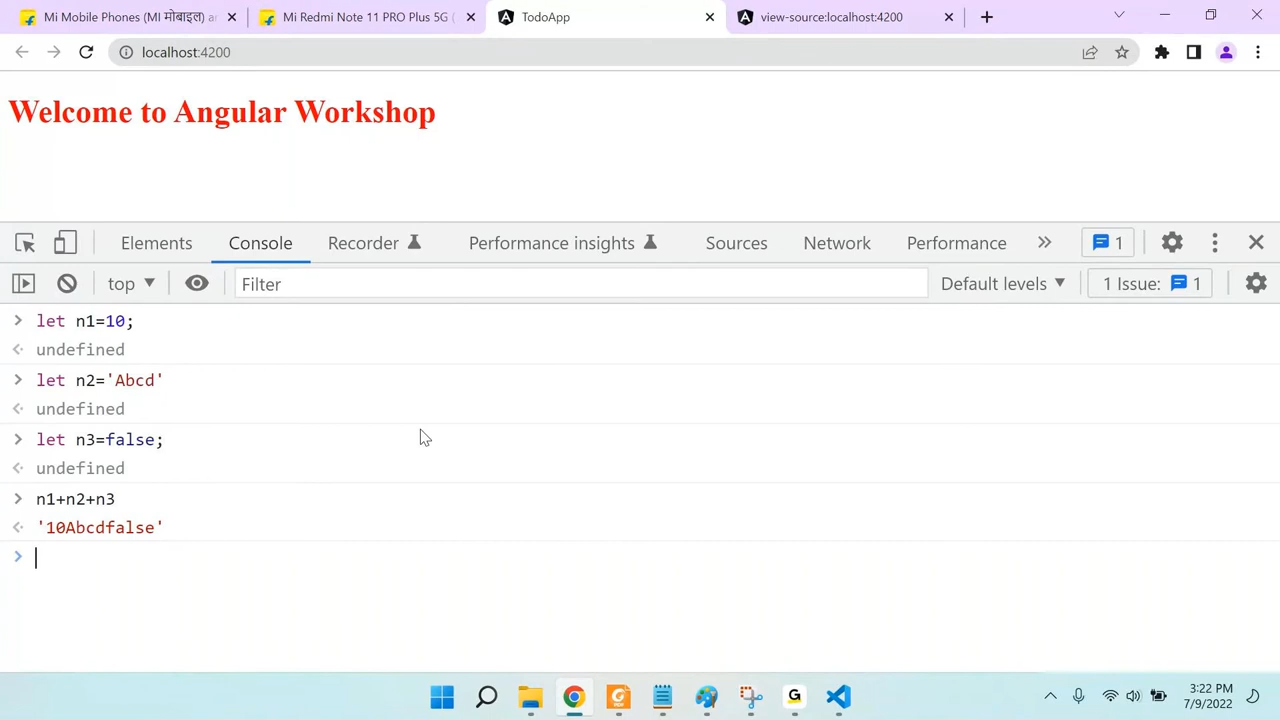 Mi Mobile Phones (MI मोबाइल) a
Mi Redmi Note 11 PRO Plus 5G (
TodoApp
view-source:localhost:4200
localhost:4200
Welcome to Angular Workshop
Elements
Console
Recorder
Performance insights
Sources
Network
Performance
1
top
Filter
Default levels
1 Issue: 1
let n1=10;
undefined
let n2='Abcd'
undefined
let n3=false;
undefined
n1+n2+n3
'10Abcdfalse'
3:22 PM
7/9/2022